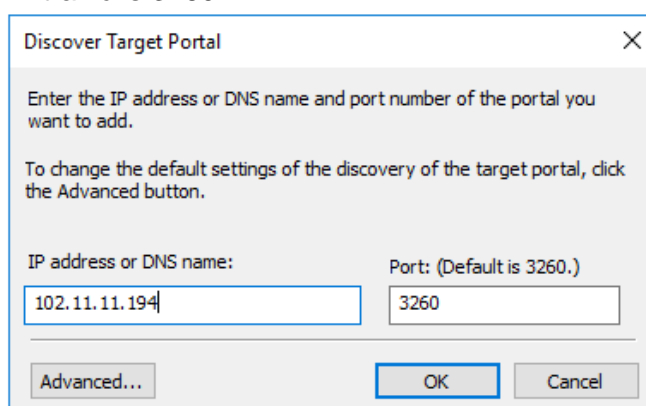 Discover Target Portal
Enter the IP address or DNS name and port number of the portal you
want to add.
To change the default settings of the discovery of the target portal, click
the Advanced button.
IP address or DNS name:
Port: (Default is 3260.)
102.11.11.194
3260
Advanced...
OK
Cancel